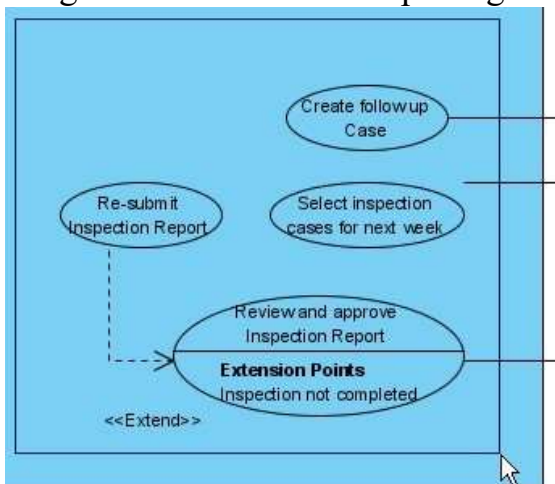 Create followup
Case
Re-submit
Inspection Report
Select inspection
cases for next week
Review and approve
Inspection Report
Extension Points
Inspection not completed
<<Extend>>